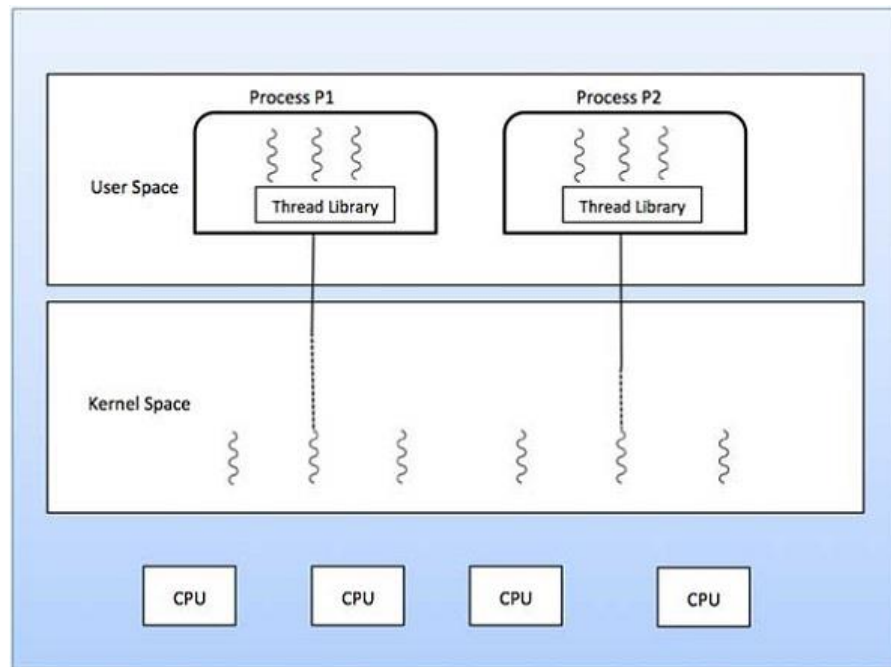 Process P1
Process P2
User Space
Thread Library
Thread Library
Kernel Space
CPU
CPU
CPU
CPU